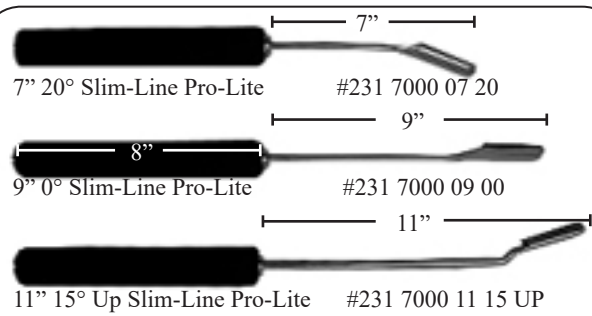 7”
7” 20° Slim-Line Pro-Lite #231 7000 07 20
9”
8”
9” 0° Slim-Line Pro-Lite #231 7000 09 00
11”
11” 15° Up Slim-Line Pro-Lite #231 7000 11 15 UP